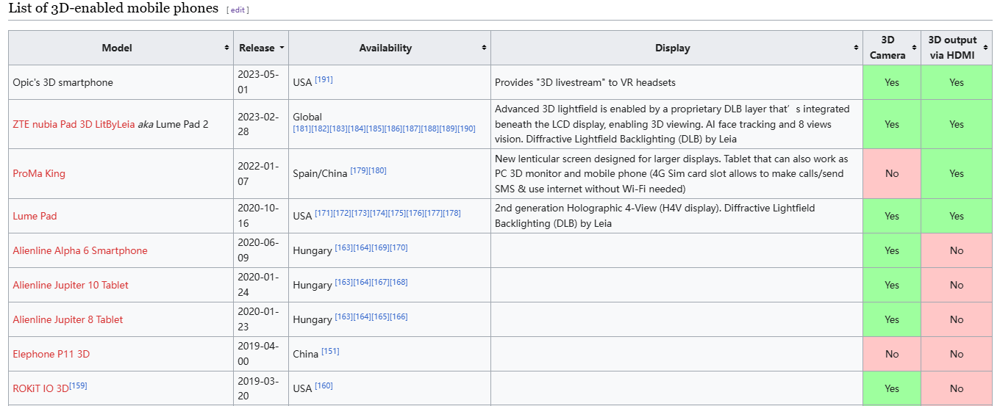 List of 3D-enabled mobile phones [ edit ]
Model Release Availability Display 3D Camera 3D output via HDMI
Opic's 3D smartphone 2023-05-01 USA [191] Provides "3D livestream" to VR headsets Yes Yes
ZTE nubia Pad 3D LitByLeia aka Lume Pad 2 2023-02-28 Global [181][182][183][184][185][186][187][188][189][190] Advanced 3D lightfield is enabled by a proprietary DLB layer that’s integrated
beneath the LCD display, enabling 3D viewing. AI face tracking and 8 views
vision. Diffractive Lightfield Backlighting (DLB) by Leia Yes Yes
ProMa King 2022-01-07 Spain/China [179][180] New lenticular screen designed for larger displays. Tablet that can also work as
PC 3D monitor and mobile phone (4G Sim card slot allows to make calls/send
SMS & use internet without Wi-Fi needed) No Yes
Lume Pad 2020-10-16 USA [171][172][173][174][175][176][177][178] 2nd generation Holographic 4-View (H4V display). Diffractive Lightfield
Backlighting (DLB) by Leia Yes Yes
Alienline Alpha 6 Smartphone 2020-06-09 Hungary [163][164][169][170] Yes No
Alienline Jupiter 10 Tablet 2020-01-24 Hungary [163][164][167][168] Yes No
Alienline Jupiter 8 Tablet 2020-01-23 Hungary [163][164][165][166] Yes No
Elephone P11 3D 2019-04-00 China [151] No No
ROKiT IO 3D[159] 2019-03-20 USA [160] Yes No